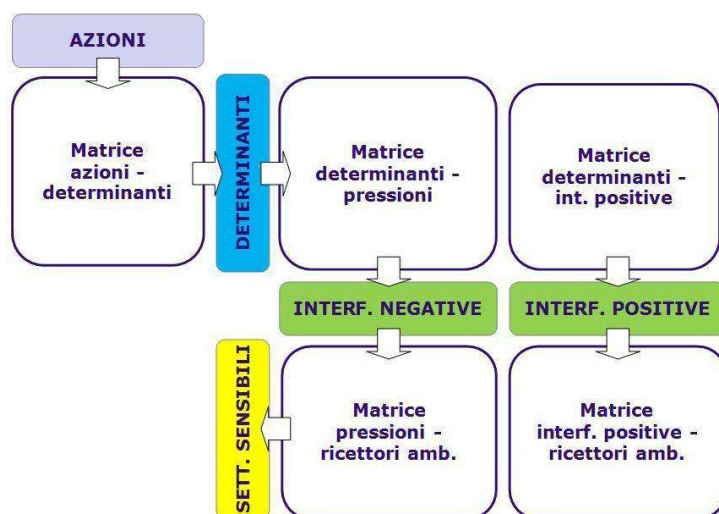 AZIONI
Matrice
azioni -
determinanti
DETERMINANTI
Matrice
determinanti -
pressioni
Matrice
determinanti -
int. positive
INTERF. NEGATIVE
INTERF. POSITIVE
SETT. SENSIBILI
Matrice
pressioni -
ricettori amb.
Matrice
interf. positive -
ricettori amb.